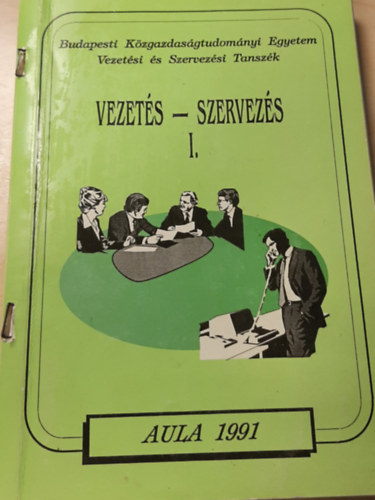 Budapesti Közgazdaságtudományi Egyetem
Vezetési és Szervezési Tanszék
VEZETÉS — SZERVEZÉS
I.
AULA 1991